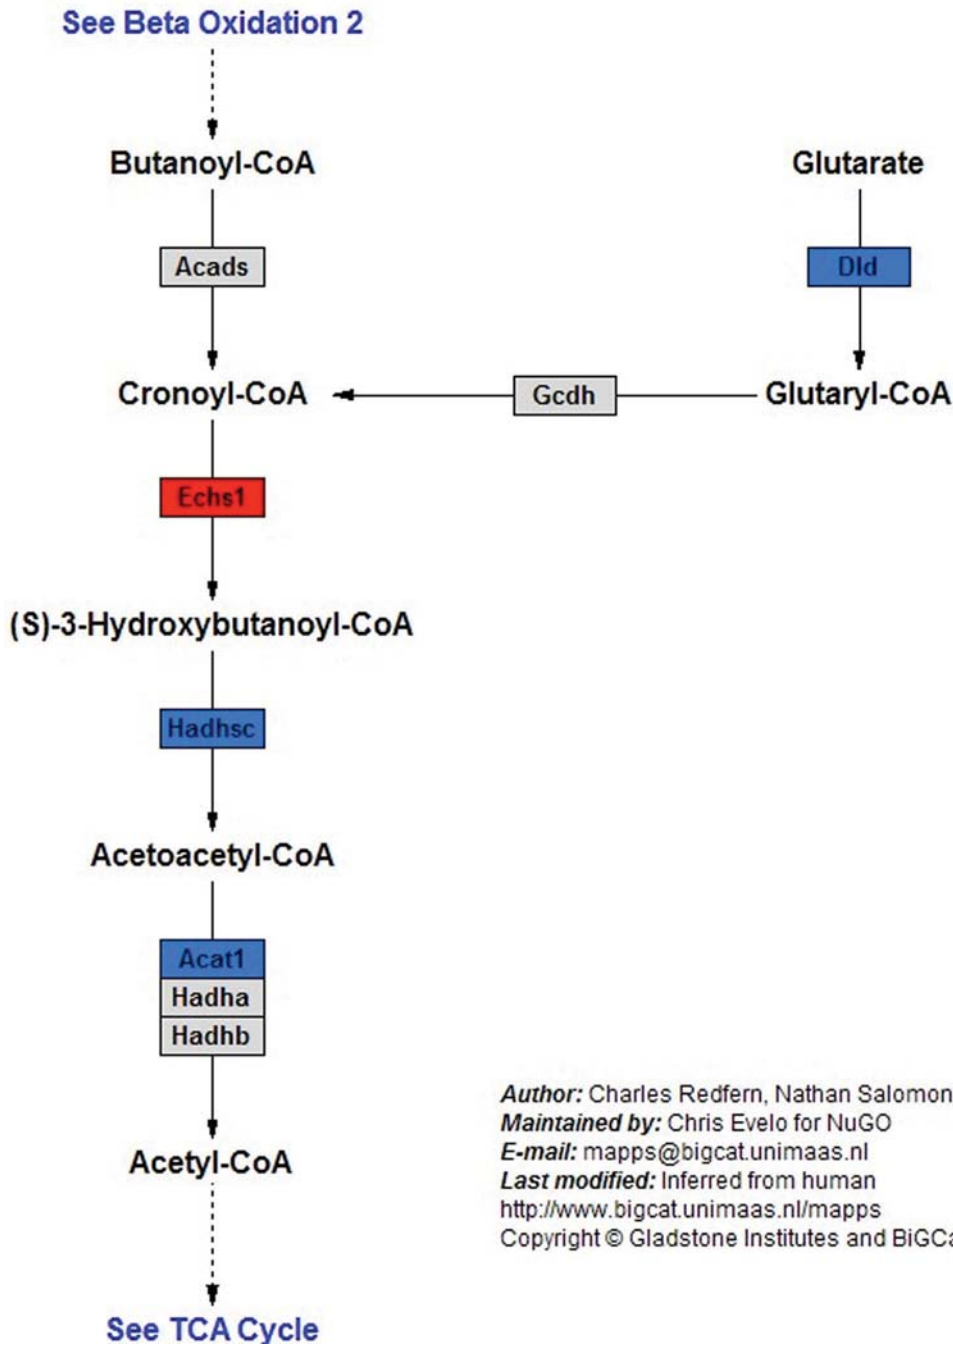 See Beta Oxidation 2
Butanoyl-CoA
Glutarate
Acads
Dld
Cronoyl-CoA
Gcdh
Glutaryl-CoA
Echs1
(S)-3-Hydroxybutanoyl-CoA
Hadhsc
Acetoacetyl-CoA
Acat1
Hadha
Hadhb
Acetyl-CoA
See TCA Cycle
Author: Charles Redfern, Nathan Salomon
Maintained by: Chris Evelo for NuGO
E-mail: mapps@bigcat.unimaas.nl
Last modified: Inferred from human
http://www.bigcat.unimaas.nl/mapps
Copyright © Gladstone Institutes and BiGCa